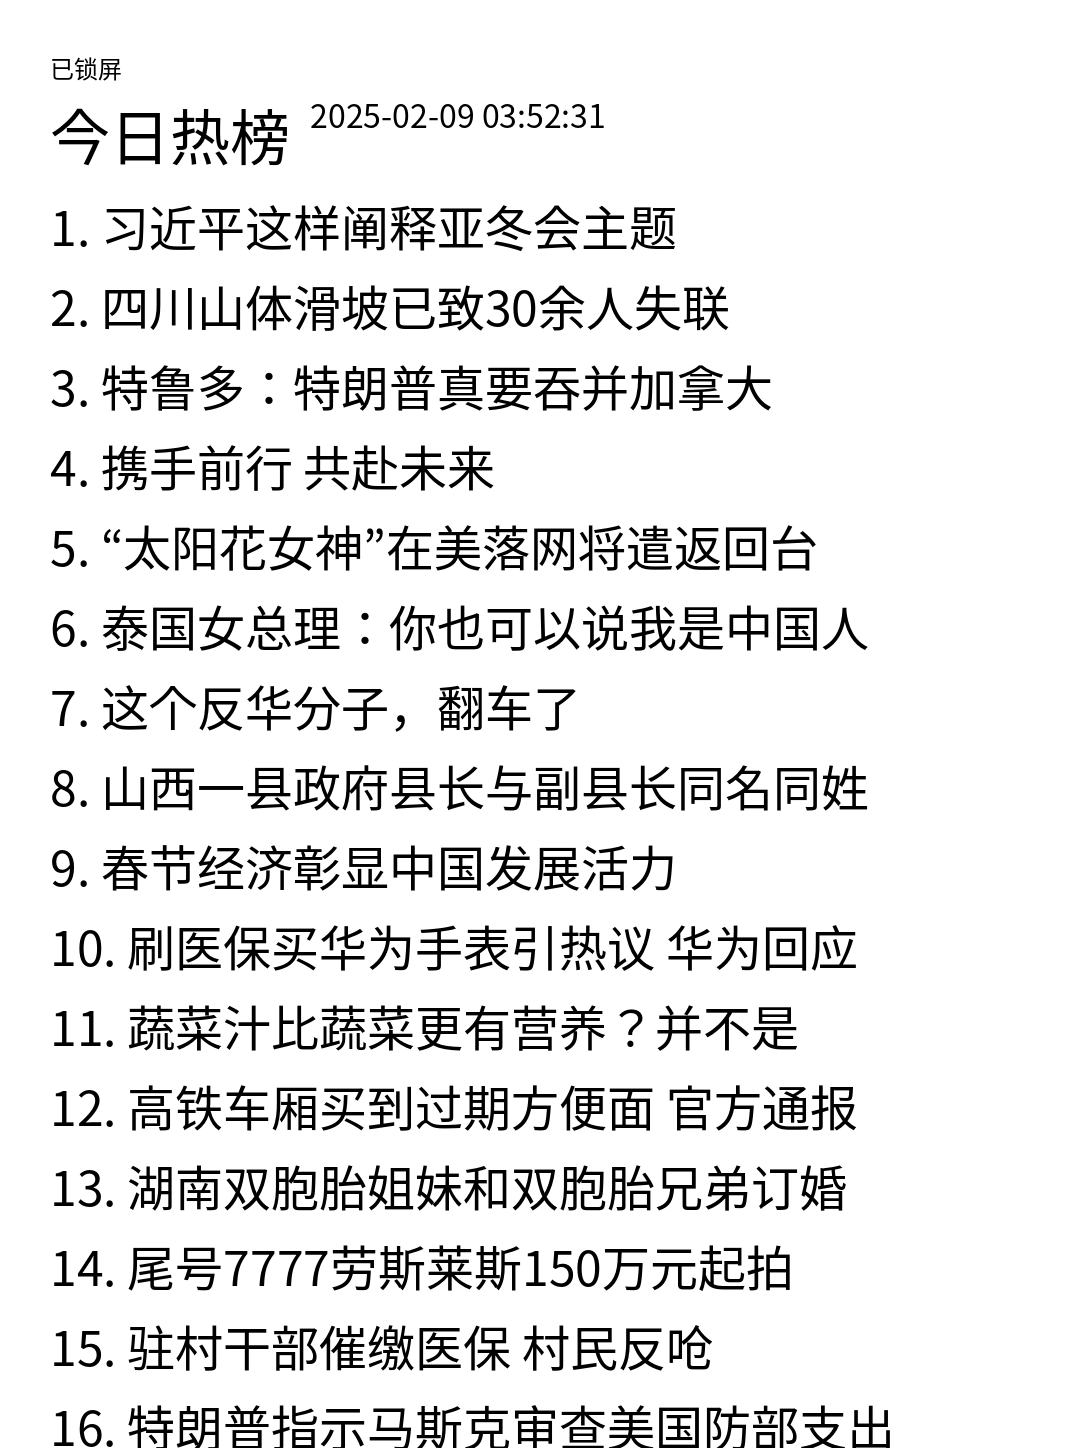 已锁屏
今日热榜 2025-02-09 03:52:31
1. 习近平这样阐释亚冬会主题
2. 四川山体滑坡已致30余人失联
3. 特鲁多：特朗普真要吞并加拿大
4. 携手前行 共赴未来
5. “太阳花女神”在美落网将遣返回台
6. 泰国女总理：你也可以说我是中国人
7. 这个反华分子，翻车了
8. 山西一县政府县长与副县长同名同姓
9. 春节经济彰显中国发展活力
10. 刷医保买华为手表引热议 华为回应
11. 蔬菜汁比蔬菜更有营养？并不是
12. 高铁车厢买到过期方便面 官方通报
13. 湖南双胞胎姐妹和双胞胎兄弟订婚
14. 尾号7777劳斯莱斯150万元起拍
15. 驻村干部催缴医保 村民反呛
16. 特朗普指示马斯克审查美国防部支出